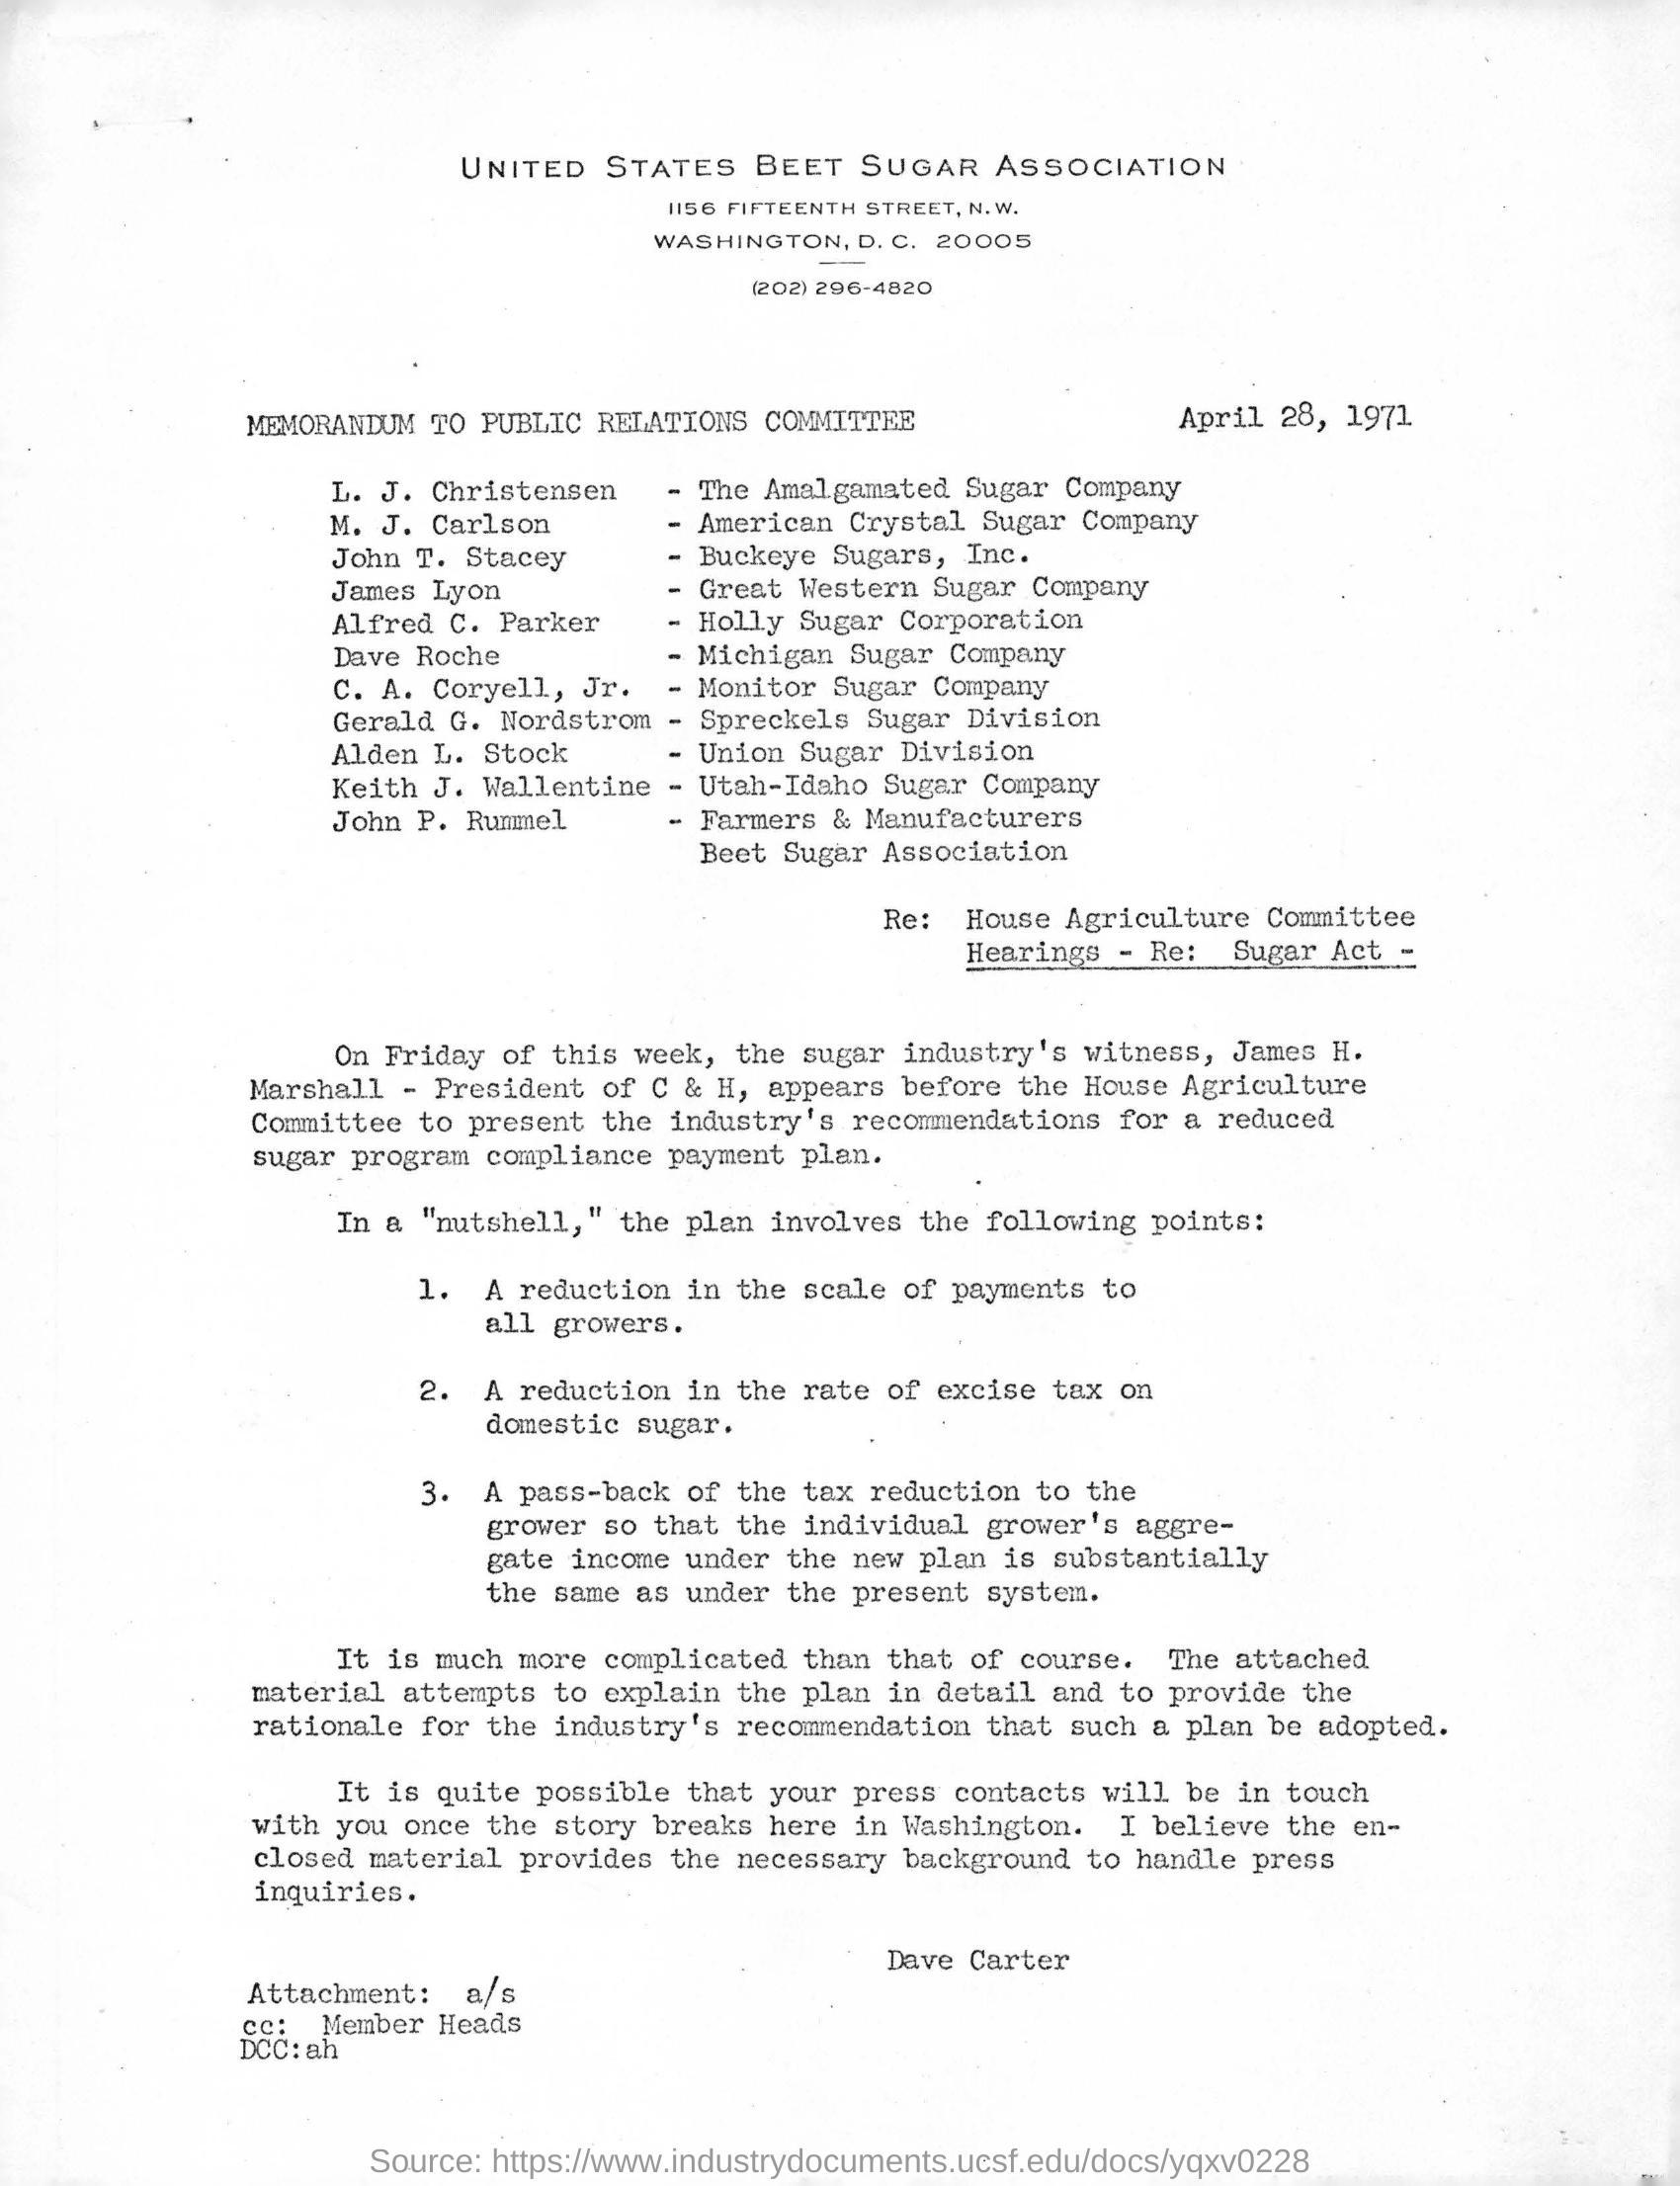 UNITED STATES BEET SUGAR ASSOCIATION
1156 FIFTEENTH STREET, N.W.
WASHINGTON, D. C. 20005
(202) 296-4820
MEMORANDUM TO PUBLIC RELATIONS COMMITTEE April 28, 1971
L. J. Christensen - The Amalgamated Sugar Company
M. J. Carlson - American Crystal Sugar Company
John T. Stacey - Buckeye Sugars, Inc.
James Lyon - Great Western Sugar Company
Alfred C. Parker - Holly Sugar Corporation
Dave Roche - Michigan Sugar Company
C. A. Coryell, Jr. - Monitor Sugar Company
Gerald G. Nordstrom - Spreckels Sugar Division
Alden L. Stock - Union Sugar Division
Keith J. Wallentine - Utah-Idaho Sugar Company
John P. Rummel - Farmers & Manufacturers
Beet Sugar Association
Re: House Agriculture Committee
Hearings - Re: Sugar Act -
On Friday of this week, the sugar industry's witness, James H.
Marshall - President of C & H, appears before the House Agriculture
Committee to present the industry's recommendations for a reduced
sugar program compliance payment plan.
In a "nutshell," the plan involves the following points:
1. A reduction in the scale of payments to
all growers.
2. A reduction in the rate of excise tax on
domestic sugar.
3. A pass-back of the tax reduction to the
grower so that the individual grower's aggre-
gate income under the new plan is substantially
the same as under the present system.
It is much more complicated than that of course. The attached
material attempts to explain the plan in detail and to provide the
rationale for the industry's recommendation that such a plan be adopted.
It is quite possible that your press contacts will be in touch
with you once the story breaks here in Washington. I believe the en-
closed material provides the necessary background to handle press
inquiries.
Dave Carter
Attachment: a/s
cc: Member Heads
DCC:ah
Source: https://www.industrydocuments.ucsf.edu/docs/yqxv0228